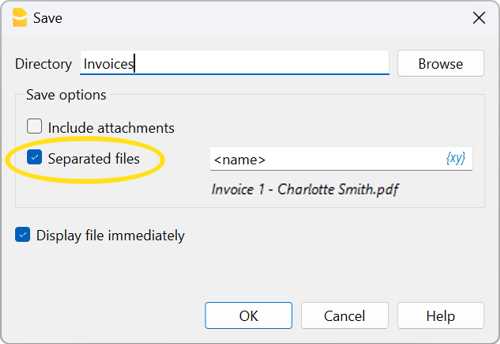 Save
Directory Invoices Browse
Save options
Include attachments
Separated files <name> {xy}
Invoice 1 - Charlotte Smith.pdf
Display file immediately
OK Cancel Help